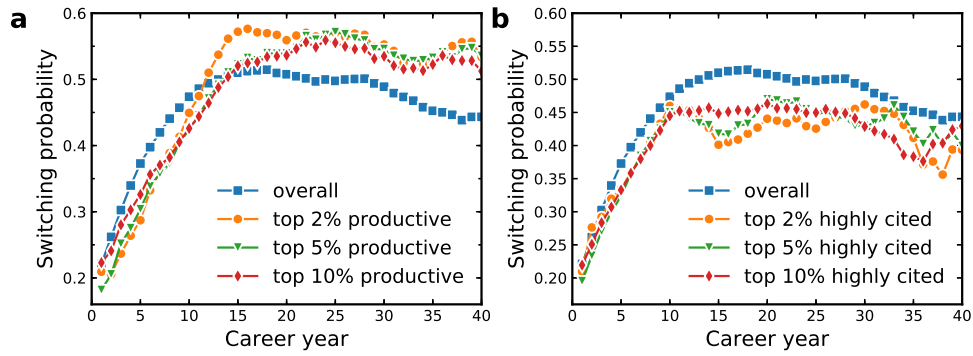 a
0.6
0.5
0.4
0.3
0.2
Switching probability
overall
top 2% productive
top 5% productive
top 10% productive
0 5 10 15 20 25 30 35 40
Career year
b
0.60
0.55
0.50
0.45
0.40
0.35
0.30
0.25
0.20
Switching probability
overall
top 2% highly cited
top 5% highly cited
top 10% highly cited
0 5 10 15 20 25 30 35 40
Career year